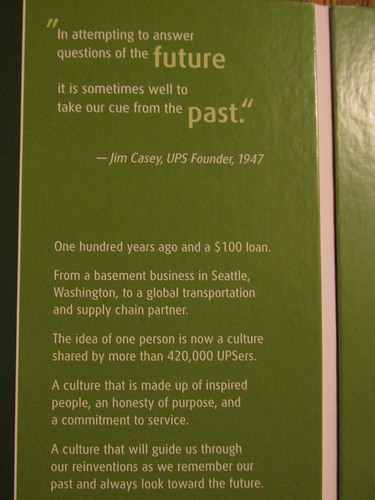 "In attempting to answer
questions of the future
it is sometimes well to
take our cue from the past."
— Jim Casey, UPS Founder, 1947
One hundred years ago and a $100 loan.
From a basement business in Seattle,
Washington, to a global transportation
and supply chain partner.
The idea of one person is now a culture
shared by more than 420,000 UPSers.
A culture that is made up of inspired
people, an honesty of purpose, and
a commitment to service.
A culture that will guide us through
our reinventions as we remember our
past and always look toward the future.